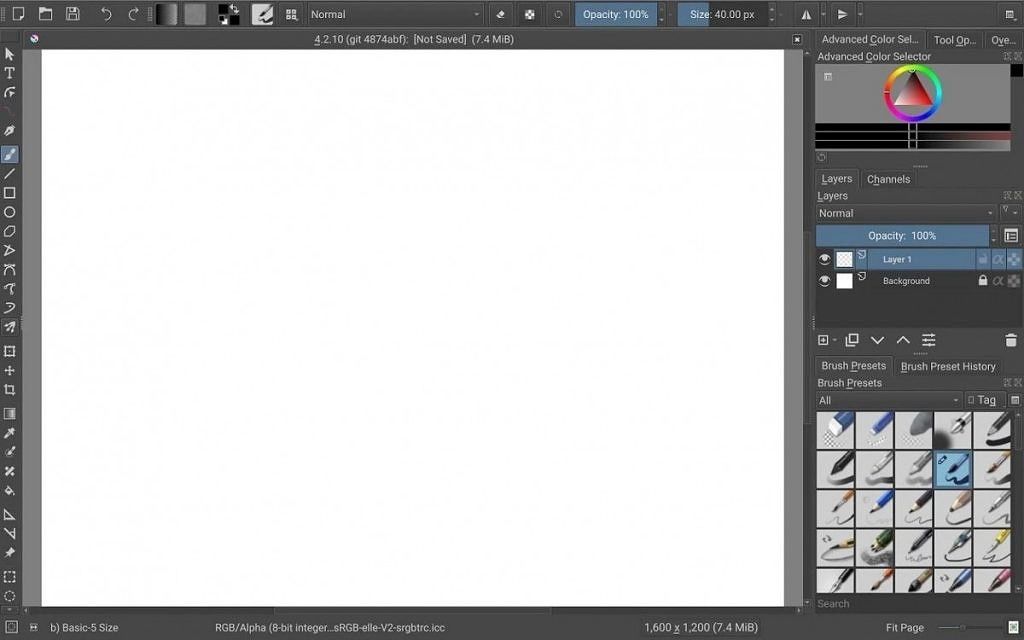 Normal
Opacity: 100%
Size: 40.00 px
4.2.10 (git 4874abf): [Not Saved] (7.4 MiB)
Advanced Color Sel...
Tool Op...
Ove...
Advanced Color Selector
Layers
Channels
Layers
Normal
Opacity: 100%
Layer 1
Background
Brush Presets
Brush Preset History
Brush Presets
All
Tag
Search
b) Basic-5 Size
RGB/Alpha (8-bit integer...sRGB-elle-V2-srgbtrc.icc
1,600 x 1,200 (7.4 MiB)
Fit Page